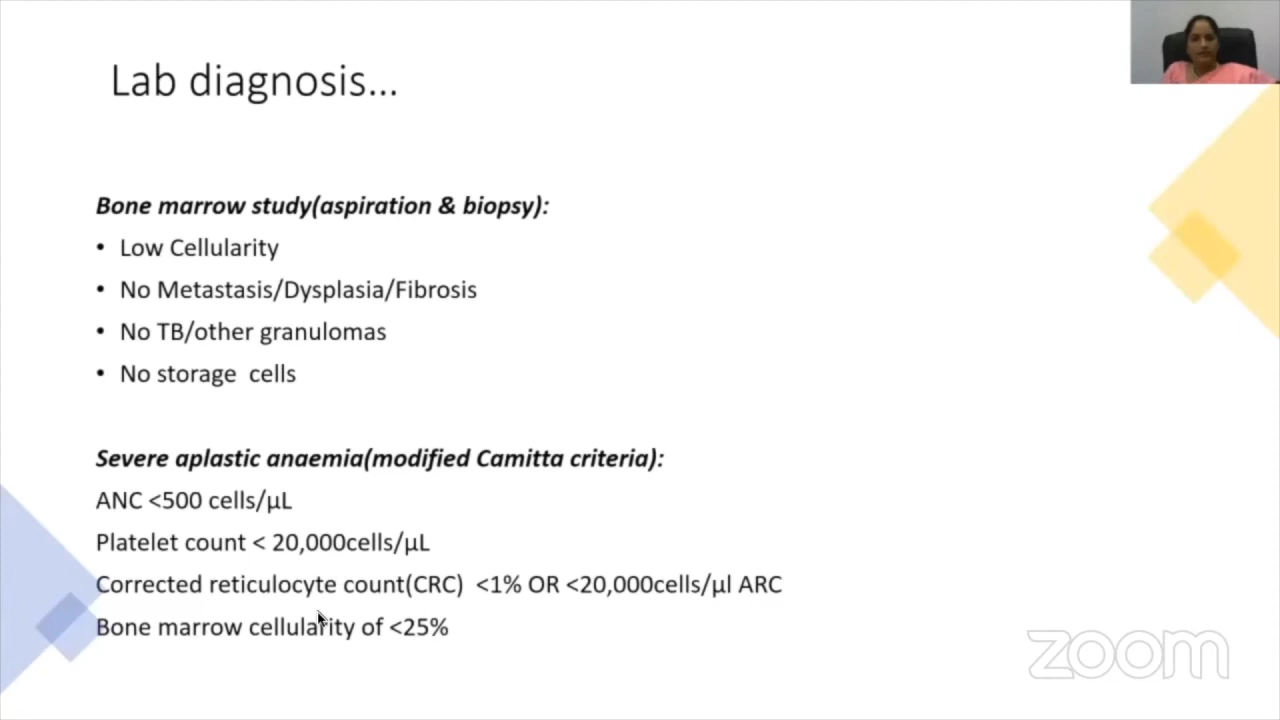 Lab diagnosis...
Bone marrow study(aspiration & biopsy):
• Low Cellularity
• No Metastasis/Dysplasia/Fibrosis
• No TB/other granulomas
• No storage  cells
Severe aplastic anaemia(modified Camitta criteria):
ANC <500 cells/µL
Platelet count < 20,000cells/µL
Corrected reticulocyte count(CRC)  <1% OR <20,000cells/µl ARC
Bone marrow cellularity of <25%
zoom